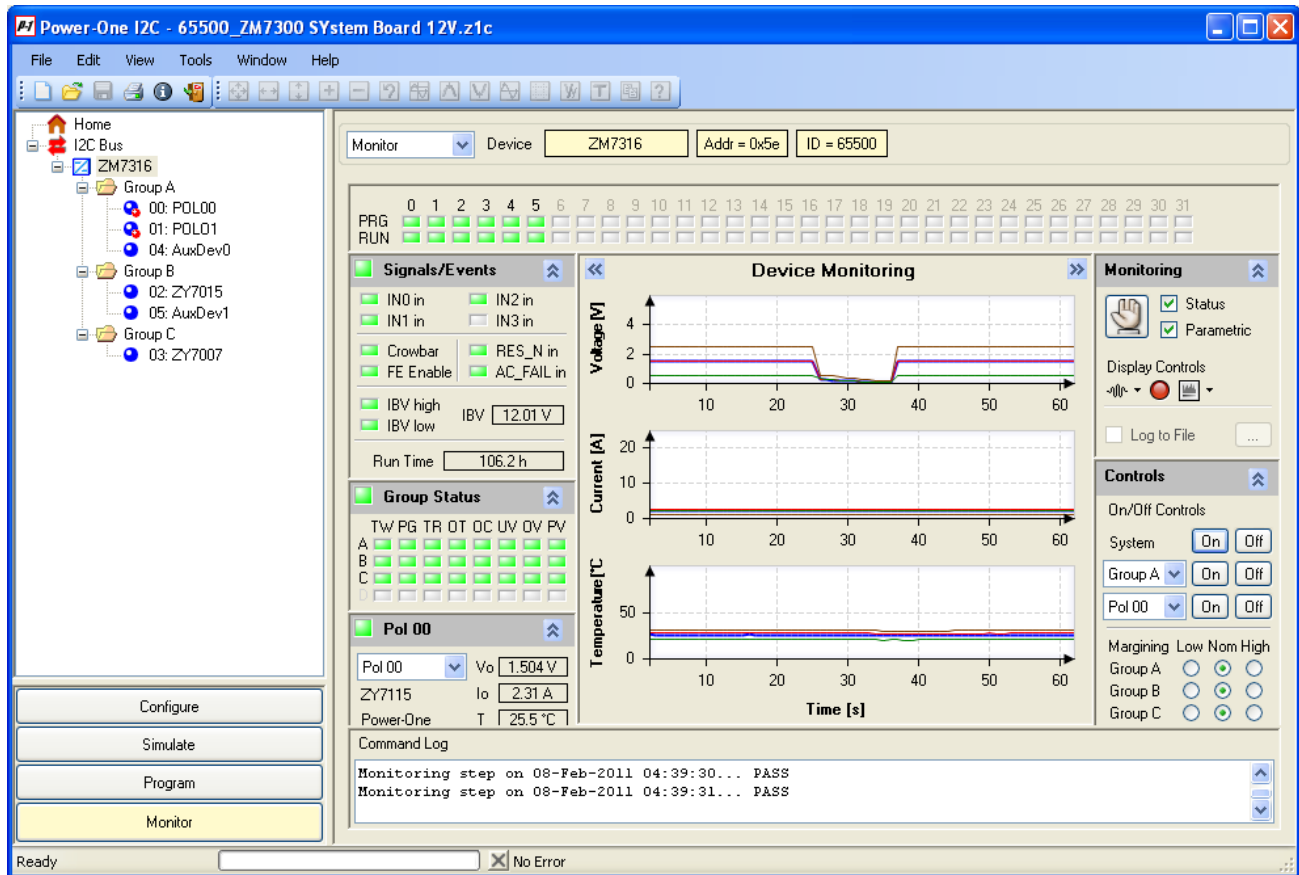 Power-One I2C - 65500_ZM7300 SYstem Board 12V.z1c
File Edit View Tools Window Help
Home
I2C Bus
ZM7316
Group A
00: POL00
01: POL01
04: AuxDev0
Group B
02: ZY7015
05: AuxDev1
Group C
03: ZY7007
Configure
Simulate
Program
Monitor
Monitor Device ZM7316 Addr = 0x5e ID = 65500
0 1 2 3 4 5 6 7 8 9 10 11 12 13 14 15 16 17 18 19 20 21 22 23 24 25 26 27 28 29 30 31
PRG
RUN
Signals/Events
IN0 in IN2 in
IN1 in IN3 in
Crowbar RES_N in
FE Enable AC_FAIL in
IBV high
IBV low
IBV 12.01 V
Run Time 106.2 h
Group Status
TW PG TR OT OC UV OV PV
A
B
C
D
Pol 00
Pol 00 Vo 1.504 V
ZY7115 Io 2.31 A
Power-One T 25.5 °C
Device Monitoring
Voltage [V]
4
2
0
10 20 30 40 50 60
Current [A]
20
10
0
10 20 30 40 50 60
Temperature[°C
50
0
10 20 30 40 50 60
Time [s]
Monitoring
Status
Parametric
Display Controls
Log to File ...
Controls
On/Off Controls
System On Off
Group A On Off
Pol 00 On Off
Margining Low Nom High
Group A
Group B
Group C
Command Log
Monitoring step on 08-Feb-2011 04:39:30... PASS
Monitoring step on 08-Feb-2011 04:39:31... PASS
Ready No Error